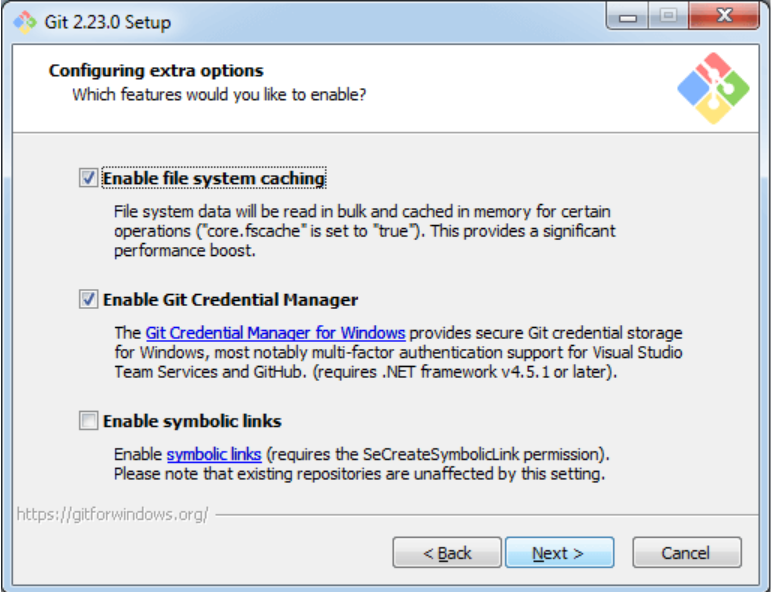 Git 2.23.0 Setup
Configuring extra options
Which features would you like to enable?
Enable file system caching
File system data will be read in bulk and cached in memory for certain
operations ("core.fscache" is set to "true"). This provides a significant
performance boost.
Enable Git Credential Manager
The Git Credential Manager for Windows provides secure Git credential storage
for Windows, most notably multi-factor authentication support for Visual Studio
Team Services and GitHub. (requires .NET framework v4.5.1 or later).
Enable symbolic links
Enable symbolic links (requires the SeCreateSymbolicLink permission).
Please note that existing repositories are unaffected by this setting.
https://gitforwindows.org/
< Back Next > Cancel